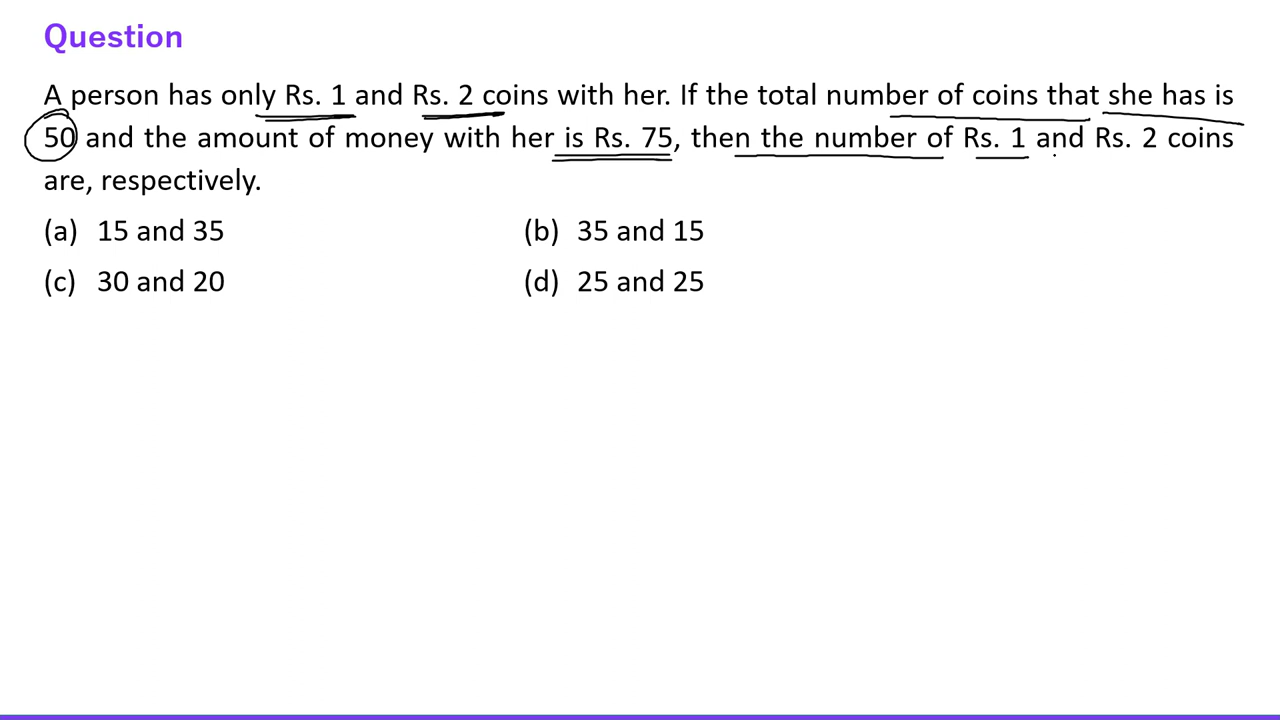 Question
A person has only Rs. 1 and Rs. 2 coins with her. If the total number of coins that she has is
50 and the amount of money with her is Rs. 75, then the number of Rs. 1 and Rs. 2 coins
are, respectively.
(a) 15 and 35 (b) 35 and 15
(c) 30 and 20 (d) 25 and 25